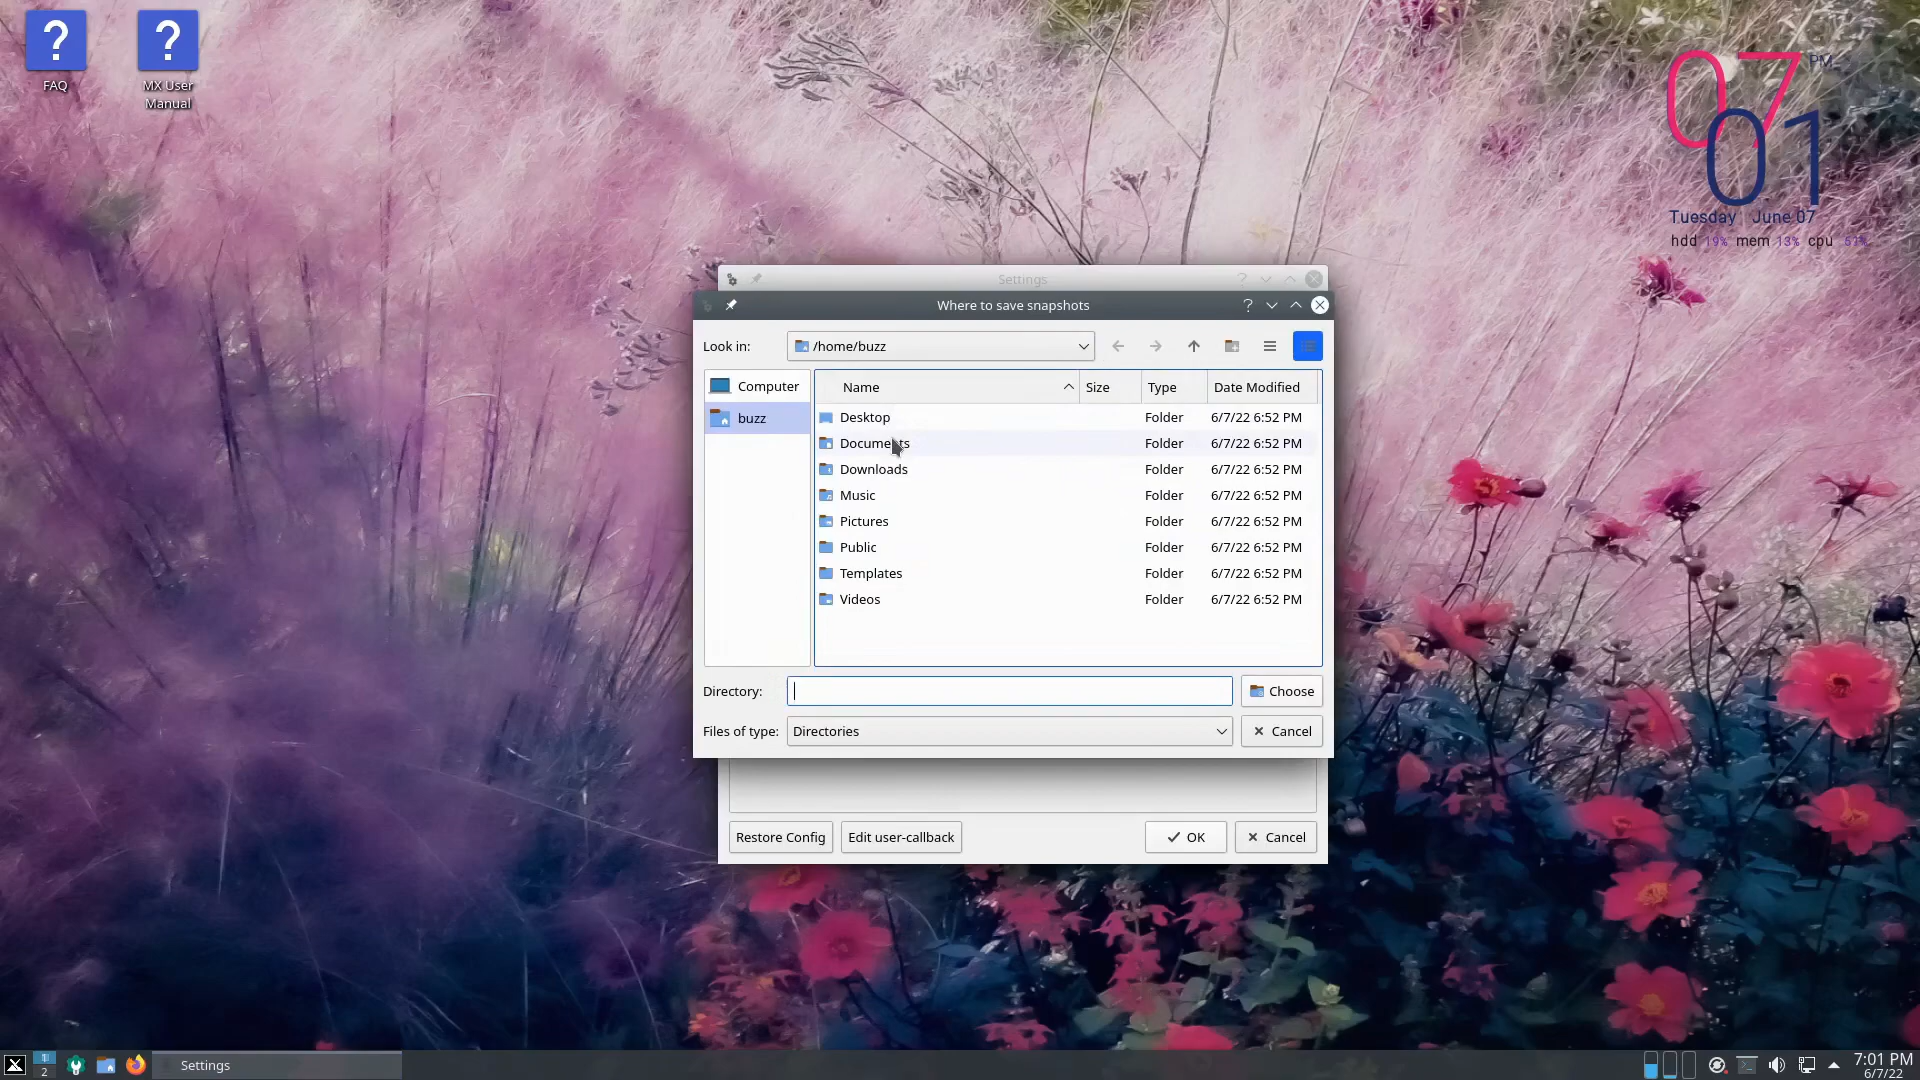 ?
FAQ
?
MX User
Manual
07 PM
01
Tuesday June 07
hdd 19% mem 13% cpu
Settings
Where to save snapshots
Look in: /home/buzz
Computer
buzz
Name Size Type Date Modified
Desktop Folder 6/7/22 6:52 PM
Documents Folder 6/7/22 6:52 PM
Downloads Folder 6/7/22 6:52 PM
Music Folder 6/7/22 6:52 PM
Pictures Folder 6/7/22 6:52 PM
Public Folder 6/7/22 6:52 PM
Templates Folder 6/7/22 6:52 PM
Videos Folder 6/7/22 6:52 PM
Directory: Choose
Files of type: Directories Cancel
Restore Config Edit user-callback OK Cancel
1
2
Settings
7:01 PM
6/7/22